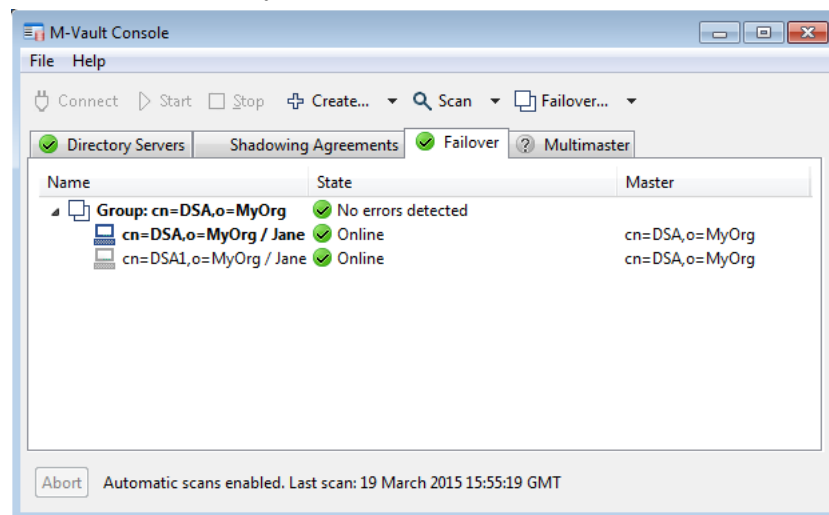 M-Vault Console
File Help
Connect Start Stop Create... Scan Failover...
Directory Servers Shadowing Agreements Failover ? Multimaster
Name State Master
Group: cn=DSA,o=MyOrg No errors detected
cn=DSA,o=MyOrg / Jane Online cn=DSA,o=MyOrg
cn=DSA1,o=MyOrg / Jane Online cn=DSA,o=MyOrg
Abort Automatic scans enabled. Last scan: 19 March 2015 15:55:19 GMT